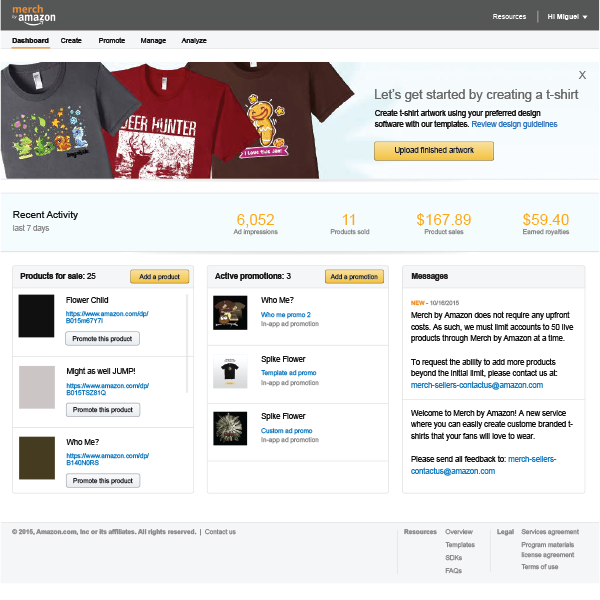 merch
by amazon
Resources
Hi Miguel
Dashboard Create Promote Manage Analyze
X
Let's get started by creating a t-shirt
Create t-shirt artwork using your preferred design
software with our templates. Review design guidelines
Upload finished artwork
DEER HUNTER
I Love this Jam!
Recent Activity
last 7 days
6,052
Ad impressions
11
Products sold
$167.89
Product sales
$59.40
Earned royalties
Products for sale: 25
Add a product
Flower Child
https://www.amazon.com/dp/
B015m67Y7I
Promote this product
Might as well JUMP!
https://www.amazon.com/dp/
B015TSZ81Q
Promote this product
Who Me?
https://www.amazon.com/dp/
B140N0RS
Promote this product
Active promotions: 3
Add a promotion
Who Me?
Who me promo 2
In-app ad promotion
Spike Flower
Template ad promo
In-app ad promotion
Spike Flower
Custom ad promo
In-app ad promotion
Messages
NEW - 10/16/2015
Merch by Amazon does not require any upfront
costs. As such, we must limit accounts to 50 live
products through Merch by Amazon at a time.
To request the ability to add more products
beyond the initial limit, please contact us at:
merch-sellers-contactus@amazon.com
Welcome to Merch by Amazon! A new service
where you can easily create custome branded t-
shirts that your fans will love to wear.
Please send all feedback to: merch-sellers-
contactus@amazon.com
© 2015, Amazon.com, Inc or its affiliates. All rights reserved. | Contact us
Resources
Overview
Templates
SDKs
FAQs
Legal
Services agreement
Program materials
license agreement
Terms of use